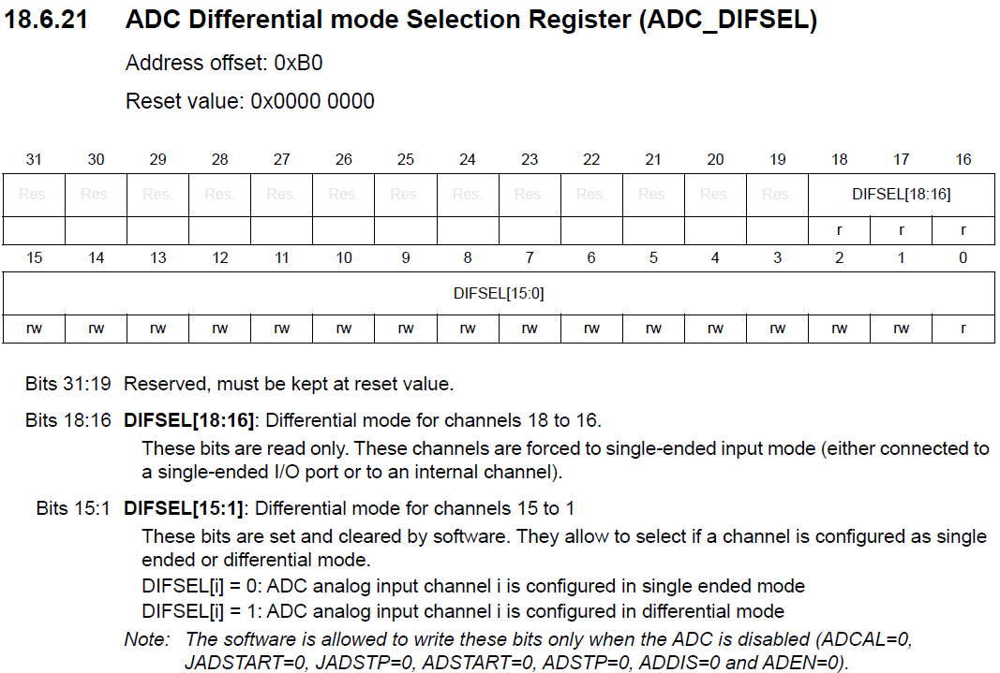 18.6.21 ADC Differential mode Selection Register (ADC_DIFSEL)
Address offset: 0xB0
Reset value: 0x0000 0000
31 30 29 28 27 26 25 24 23 22 21 20 19 18 17 16
Res. Res. Res. Res. Res. Res. Res. Res. Res. Res. Res. Res. Res. DIFSEL[18:16]
r r r
15 14 13 12 11 10 9 8 7 6 5 4 3 2 1 0
DIFSEL[15:0]
rw rw rw rw rw rw rw rw rw rw rw rw rw rw rw r
Bits 31:19 Reserved, must be kept at reset value.
Bits 18:16 DIFSEL[18:16]: Differential mode for channels 18 to 16.
These bits are read only. These channels are forced to single-ended input mode (either connected to
a single-ended I/O port or to an internal channel).
Bits 15:1 DIFSEL[15:1]: Differential mode for channels 15 to 1
These bits are set and cleared by software. They allow to select if a channel is configured as single
ended or differential mode.
DIFSEL[i] = 0: ADC analog input channel i is configured in single ended mode
DIFSEL[i] = 1: ADC analog input channel i is configured in differential mode
Note: The software is allowed to write these bits only when the ADC is disabled (ADCAL=0,
JADSTART=0, JADSTP=0, ADSTART=0, ADSTP=0, ADDIS=0 and ADEN=0).